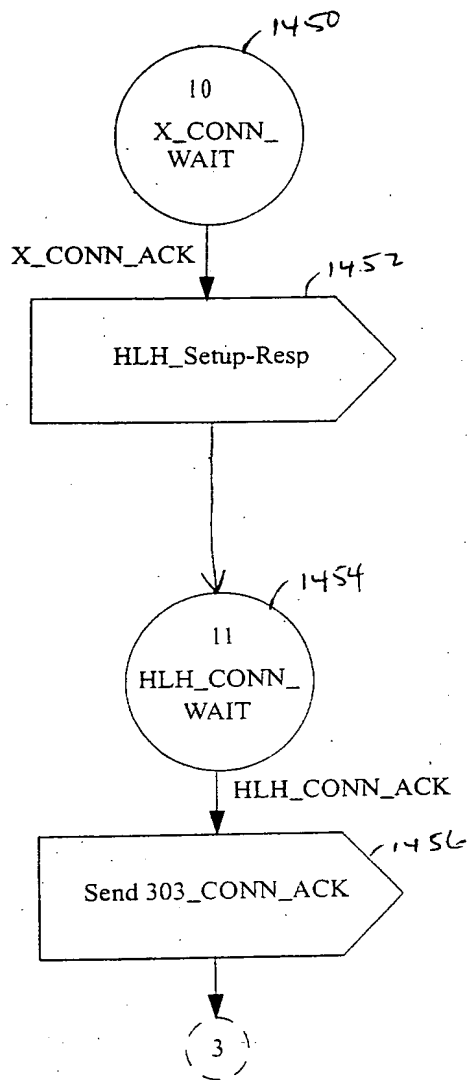 1450
10
X_CONN_
WAIT
X_CONN_ACK
1452
HLH_Setup-Resp
1454
11
HLH_CONN_
WAIT
HLH_CONN_ACK
1456
Send 303_CONN_ACK
3